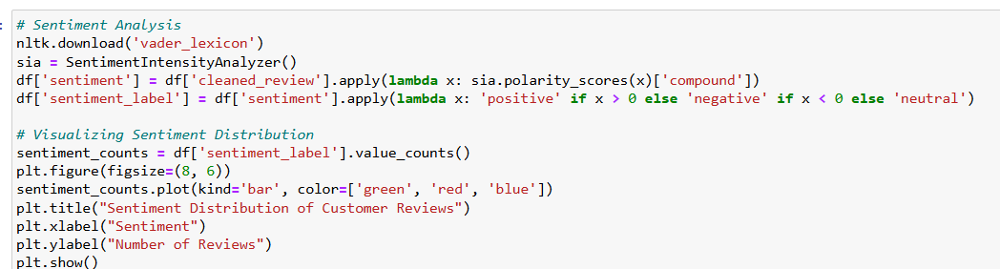 # Sentiment Analysis
nltk.download('vader_lexicon')
sia = SentimentIntensityAnalyzer()
df['sentiment'] = df['cleaned_review'].apply(lambda x: sia.polarity_scores(x)['compound'])
df['sentiment_label'] = df['sentiment'].apply(lambda x: 'positive' if x > 0 else 'negative' if x < 0 else 'neutral')

# Visualizing Sentiment Distribution
sentiment_counts = df['sentiment_label'].value_counts()
plt.figure(figsize=(8, 6))
sentiment_counts.plot(kind='bar', color=['green', 'red', 'blue'])
plt.title("Sentiment Distribution of Customer Reviews")
plt.xlabel("Sentiment")
plt.ylabel("Number of Reviews")
plt.show()